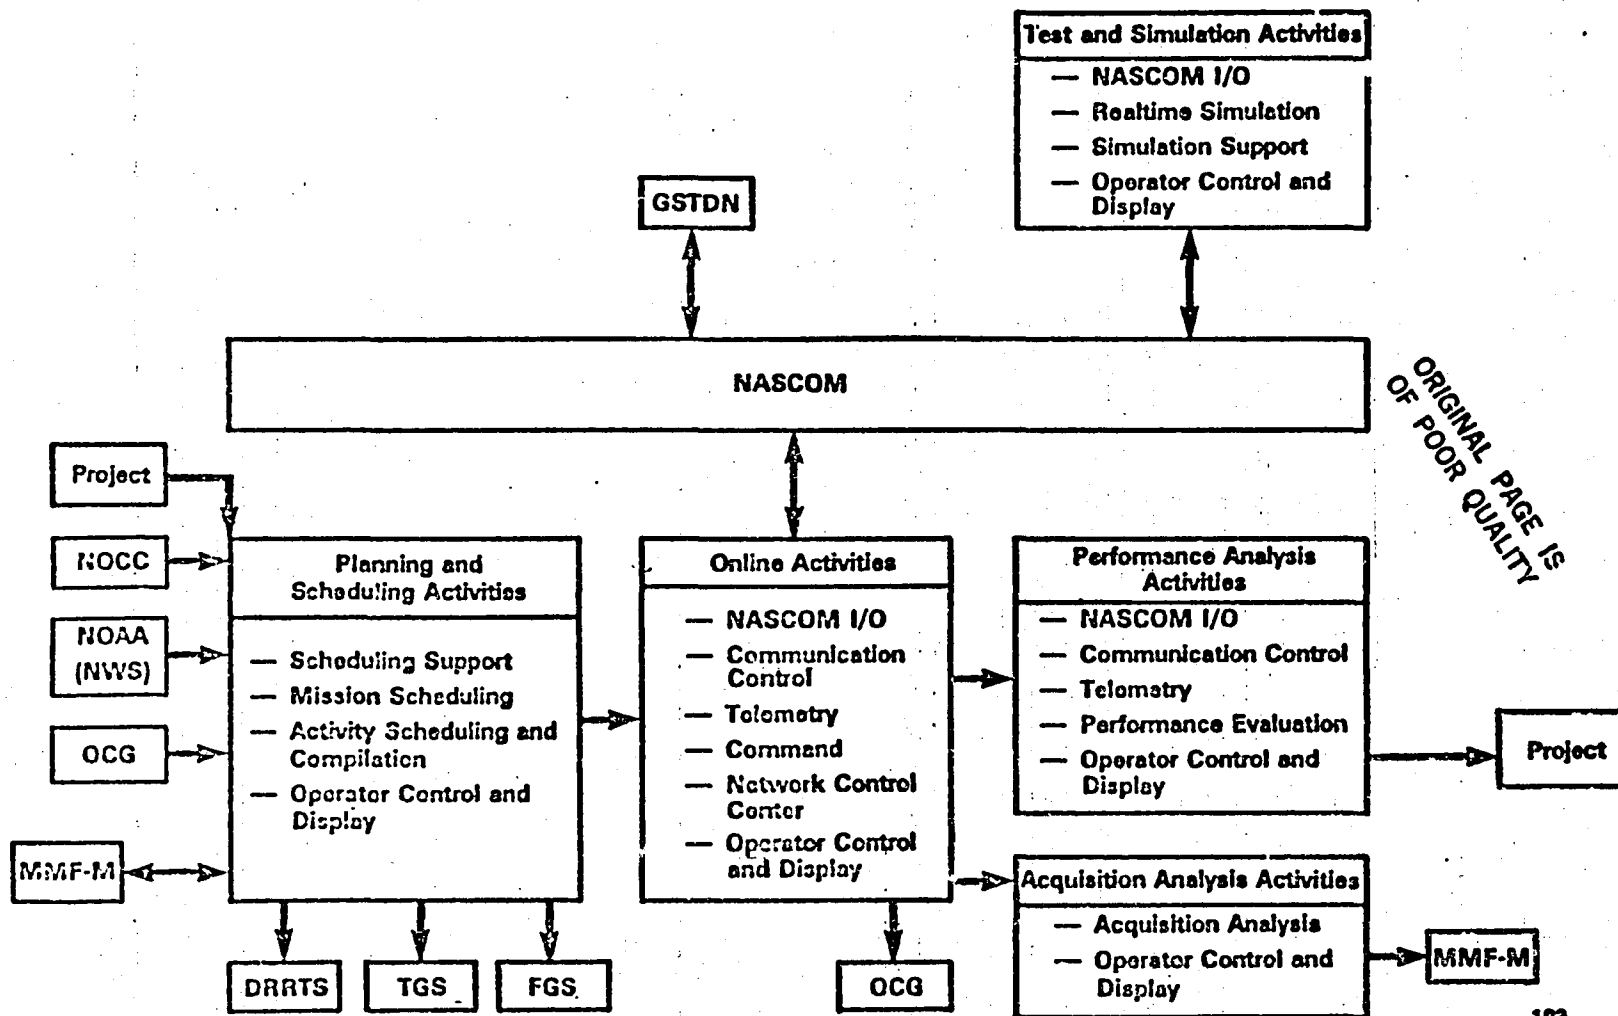 Test and Simulation Activities
— NASCOM I/O
— Realtime Simulation
— Simulation Support
— Operator Control and
Display
GSTDN
NASCOM
ORIGINAL PAGE IS
OF POOR QUALITY
Project
NOCC
NOAA
(NWS)
OCG
MMF-M
Planning and
Scheduling Activities
— Scheduling Support
— Mission Scheduling
— Activity Scheduling and
Compilation
— Operator Control and
Display
DRRTS
TGS
FGS
Online Activities
— NASCOM I/O
— Communication
Control
— Telemetry
— Command
— Network Control
Center
— Operator Control
and Display
OCG
Performance Analysis
Activities
— NASCOM I/O
— Communication Control
— Telemetry
— Performance Evaluation
— Operator Control and
Display
Project
Acquisition Analysis Activities
— Acquisition Analysis
— Operator Control and
Display
MMF-M